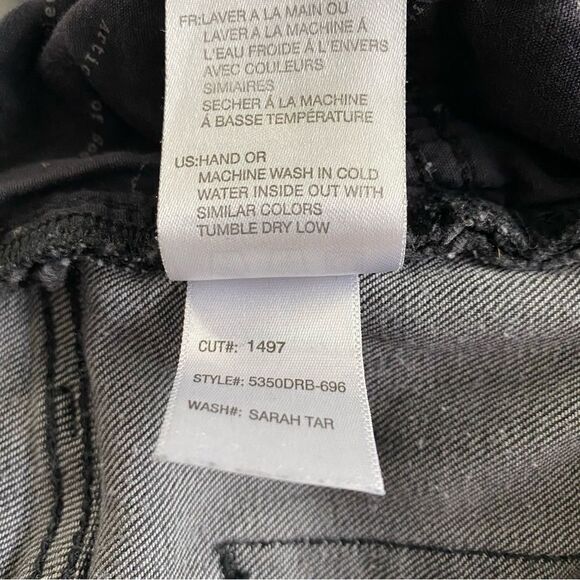 FR:LAVER A LA MAIN OU
LAVER A LA MACHINE Á
L'EAU FROIDE Á L'ENVERS
AVEC COULEURS
SIMIAIRES
SECHER Á LA MACHINE
Á BASSE TEMPÉRATURE
US:HAND OR
MACHINE WASH IN COLD
WATER INSIDE OUT WITH
SIMILAR COLORS
TUMBLE DRY LOW
CUT#: 1497
STYLE#: 5350DRB-696
WASH#: SARAH TAR